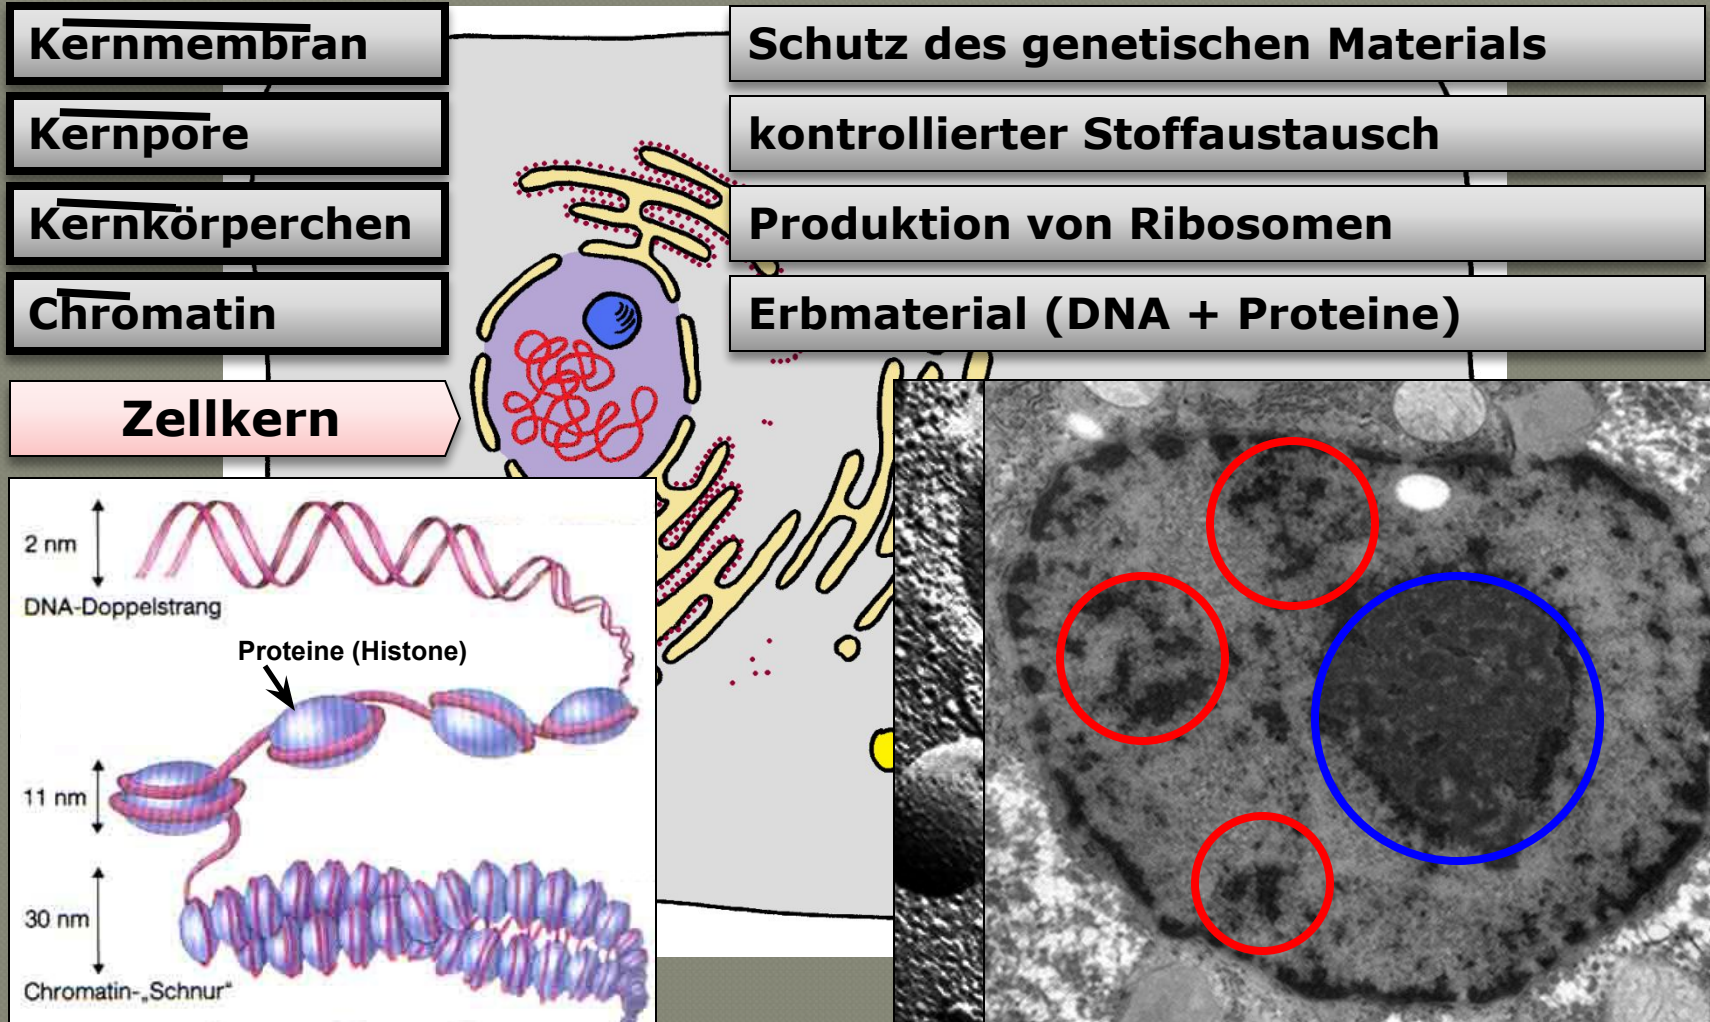 Kernmembran
Schutz des genetischen Materials
Kernpore
kontrollierter Stoffaustausch
Kernkörperchen
Produktion von Ribosomen
Chromatin
Erbmaterial (DNA + Proteine)
Zellkern
2 nm
DNA-Doppelstrang
Proteine (Histone)
11 nm
30 nm
Chromatin-„Schnur“